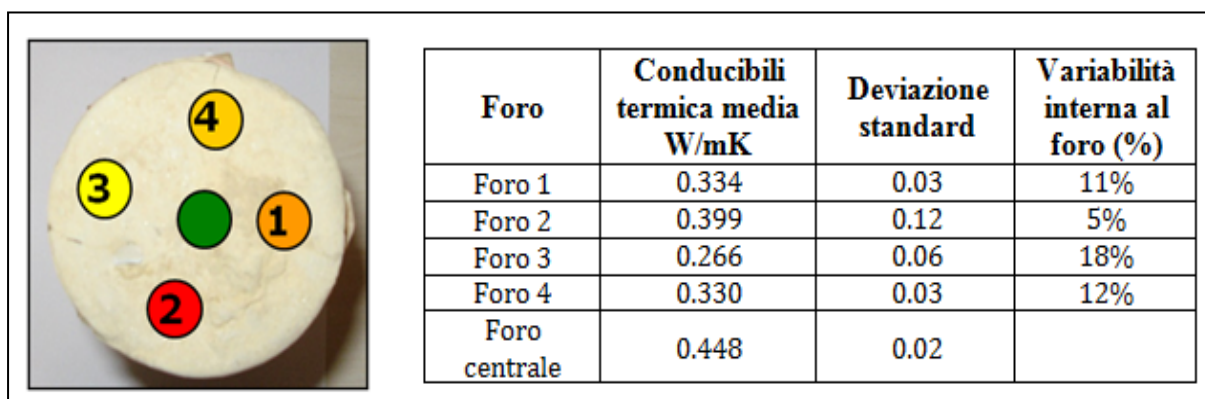 4
3
1
2
Foro Conducibili termica media W/mK Deviazione standard Variabilità interna al foro (%)
Foro 1 0.334 0.03 11%
Foro 2 0.399 0.12 5%
Foro 3 0.266 0.06 18%
Foro 4 0.330 0.03 12%
Foro centrale 0.448 0.02